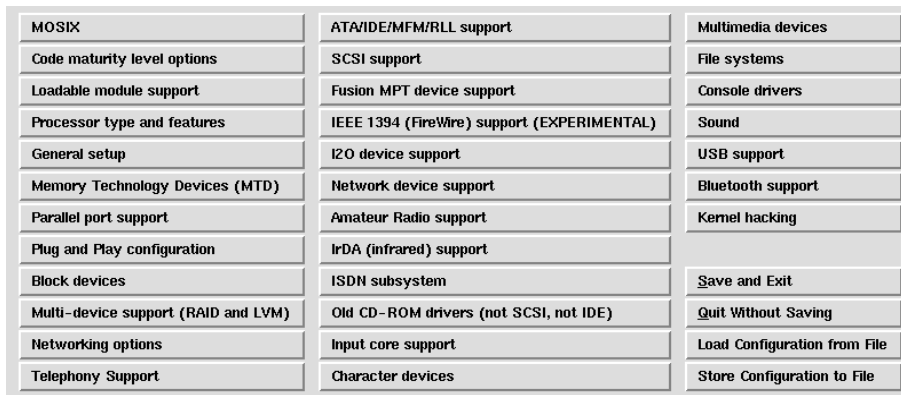 MOSIX
Code maturity level options
Loadable module support
Processor type and features
General setup
Memory Technology Devices (MTD)
Parallel port support
Plug and Play configuration
Block devices
Multi-device support (RAID and LVM)
Networking options
Telephony Support
ATA/IDE/MFM/RLL support
SCSI support
Fusion MPT device support
IEEE 1394 (FireWire) support (EXPERIMENTAL)
I2O device support
Network device support
Amateur Radio support
IrDA (infrared) support
ISDN subsystem
Old CD-ROM drivers (not SCSI, not IDE)
Input core support
Character devices
Multimedia devices
File systems
Console drivers
Sound
USB support
Bluetooth support
Kernel hacking
Save and Exit
Quit Without Saving
Load Configuration from File
Store Configuration to File